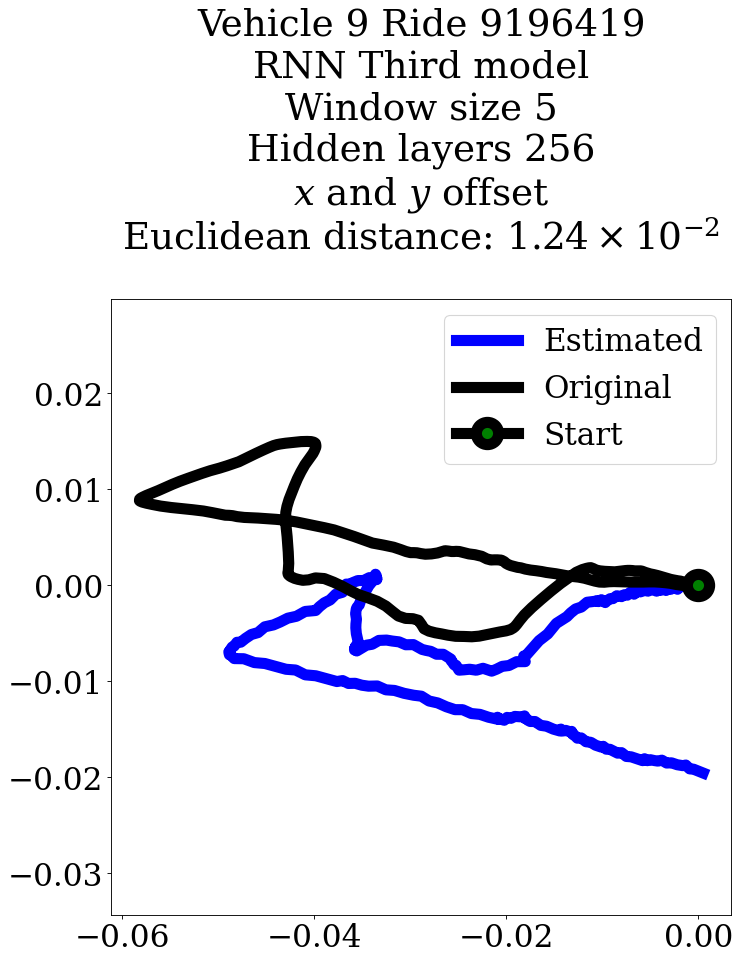 Vehicle 9 Ride 9196419
RNN Third model
Window size 5
Hidden layers 256
x and y offset
Euclidean distance: 1.24 × 10⁻²
Estimated
Original
Start
0.02
0.01
0.00
−0.01
−0.02
−0.03
−0.06 −0.04 −0.02 0.00